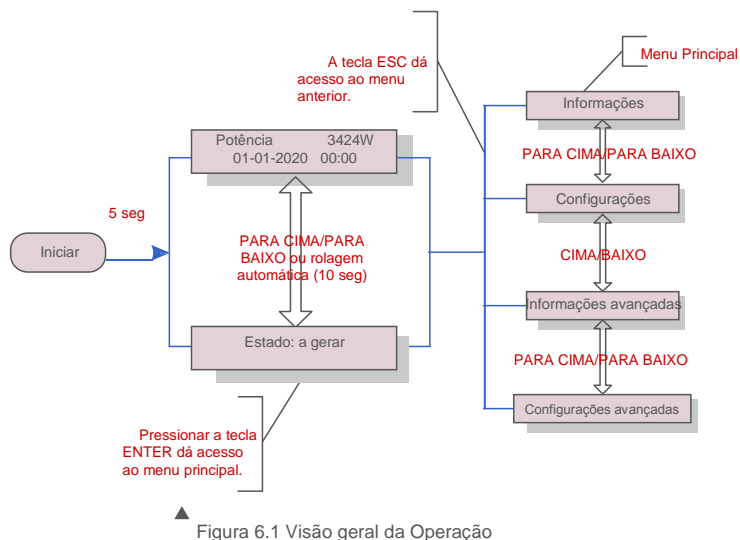 A tecla ESC dá
acesso ao menu
anterior.
Menu Principal
Informações
Potência 3424W
01-01-2020 00:00
PARA CIMA/PARA BAIXO
Configurações
5 seg
Iniciar
PARA CIMA/PARA
BAIXO ou rolagem
automática (10 seg)
CIMA/BAIXO
Informações avançadas
Estado: a gerar
PARA CIMA/PARA BAIXO
Configurações avançadas
Pressionar a tecla
ENTER dá acesso
ao menu principal.
Figura 6.1 Visão geral da Operação